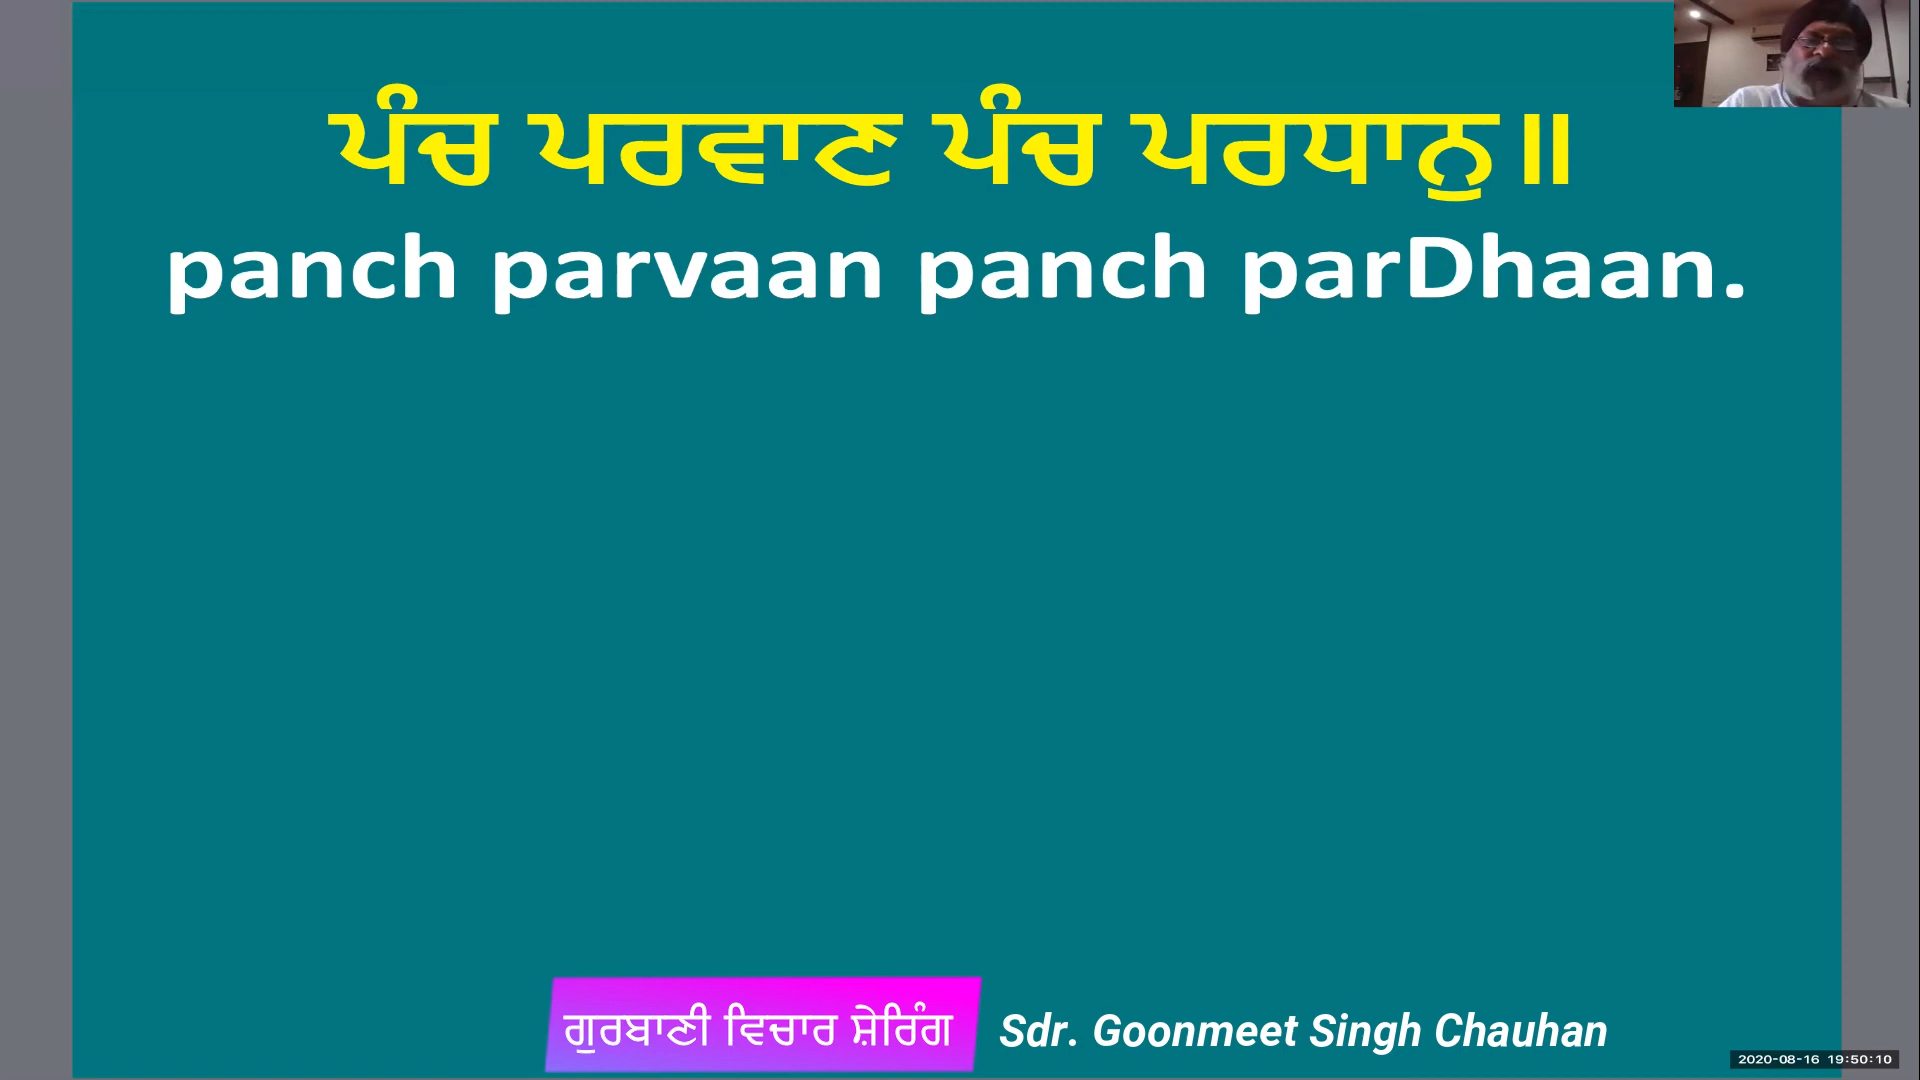 ਪੰਚ ਪਰਵਾਣ ਪੰਚ ਪਰਧਾਨੁ॥
panch parvaan panch parDhaan.
ਗੁਰਬਾਣੀ ਵਿਚਾਰ ਸ਼ੇਰਿੰਗ
Sdr. Goonmeet Singh Chauhan
2020-08-16 19:50:10